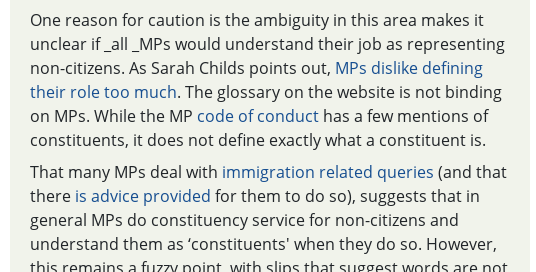 One reason for caution is the ambiguity in this area makes it
unclear if _all _MPs would understand their job as representing
non-citizens. As Sarah Childs points out, MPs dislike defining
their role too much. The glossary on the website is not binding
on MPs. While the MP code of conduct has a few mentions of
constituents, it does not define exactly what a constituent is.
That many MPs deal with immigration related queries (and that
there is advice provided for them to do so), suggests that in
general MPs do constituency service for non-citizens and
understand them as ‘constituents' when they do so. However,
this remains a fuzzy point, with slips that suggest words are not